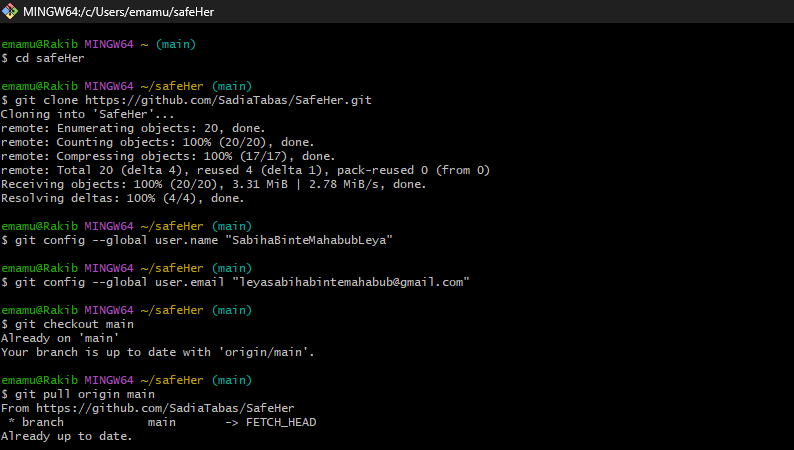 MINGW64:/c/Users/emamu/safeHer
emamu@Rakib MINGW64 ~ (main)
$ cd safeHer
emamu@Rakib MINGW64 ~/safeHer (main)
$ git clone https://github.com/SadiaTabas/SafeHer.git
Cloning into 'SafeHer'...
remote: Enumerating objects: 20, done.
remote: Counting objects: 100% (20/20), done.
remote: Compressing objects: 100% (17/17), done.
remote: Total 20 (delta 4), reused 4 (delta 1), pack-reused 0 (from 0)
Receiving objects: 100% (20/20), 3.31 MiB | 2.78 MiB/s, done.
Resolving deltas: 100% (4/4), done.
emamu@Rakib MINGW64 ~/safeHer (main)
$ git config --global user.name "SabihaBinteMahabubLeya"
emamu@Rakib MINGW64 ~/safeHer (main)
$ git config --global user.email "leyasabihabintemahabub@gmail.com"
emamu@Rakib MINGW64 ~/safeHer (main)
$ git checkout main
Already on 'main'
Your branch is up to date with 'origin/main'.
emamu@Rakib MINGW64 ~/safeHer (main)
$ git pull origin main
From https://github.com/SadiaTabas/SafeHer
 * branch            main       -> FETCH_HEAD
Already up to date.